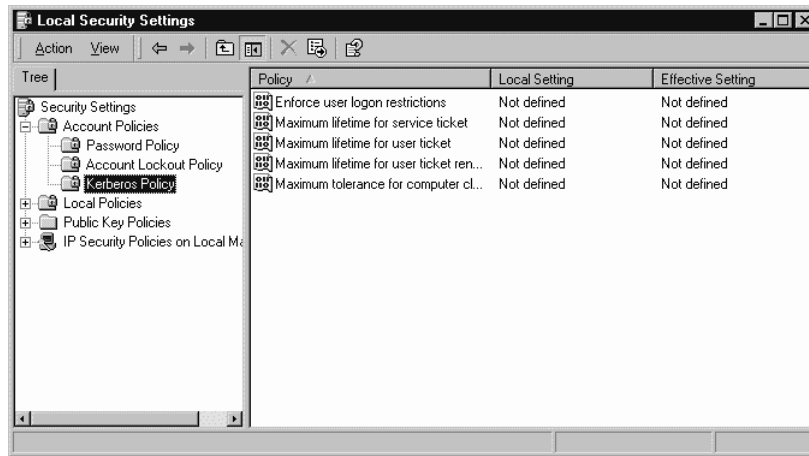 Local Security Settings
Action View
Tree
Security Settings
Account Policies
Password Policy
Account Lockout Policy
Kerberos Policy
Local Policies
Public Key Policies
IP Security Policies on Local Ma
Policy Local Setting Effective Setting
Enforce user logon restrictions Not defined Not defined
Maximum lifetime for service ticket Not defined Not defined
Maximum lifetime for user ticket Not defined Not defined
Maximum lifetime for user ticket ren... Not defined Not defined
Maximum tolerance for computer cl... Not defined Not defined